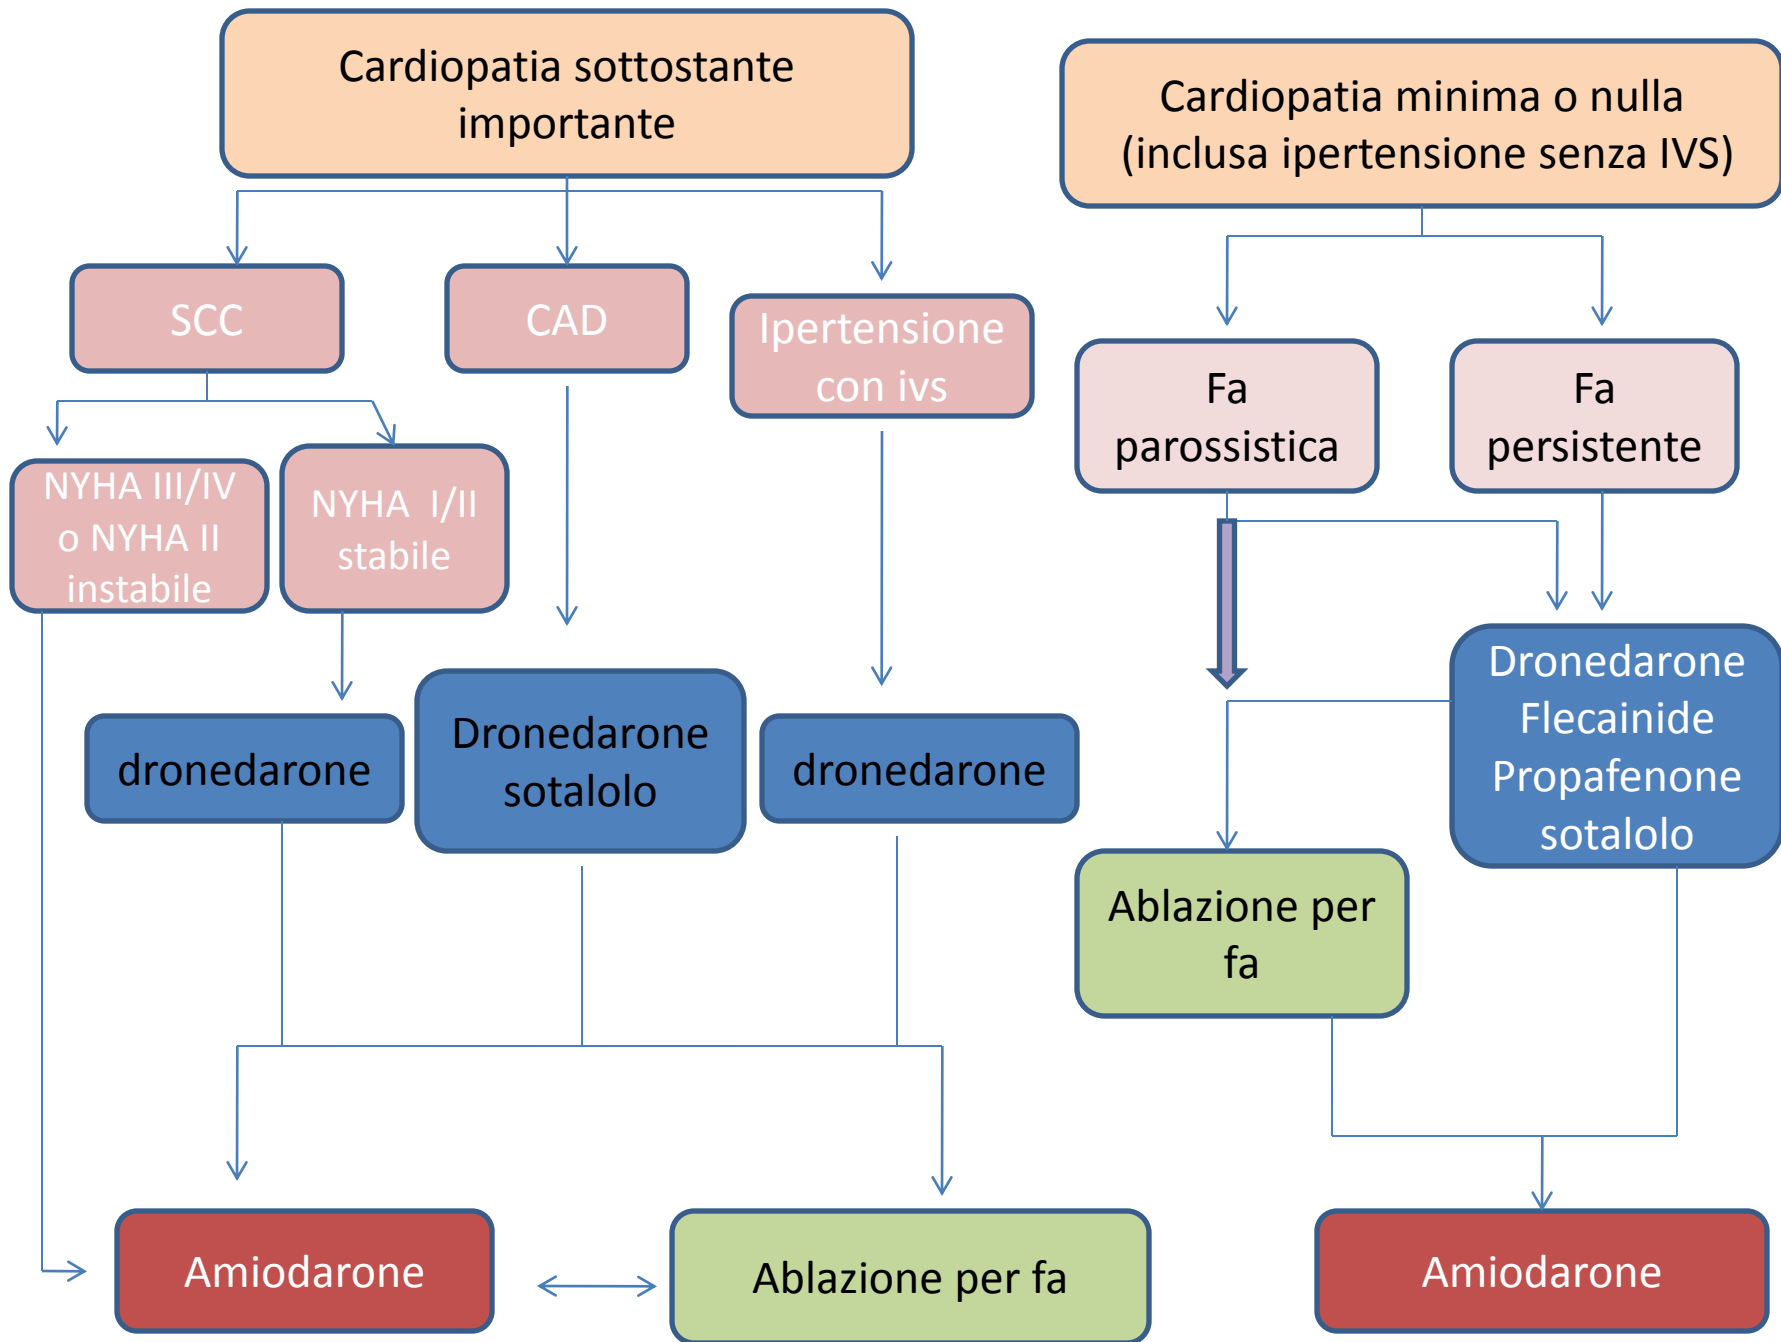 Cardiopatia sottostante
importante
Cardiopatia minima o nulla
(inclusa ipertensione senza IVS)
SCC
CAD
Ipertensione
con ivs
Fa
parossistica
Fa
persistente
NYHA III/IV
o NYHA II
instabile
NYHA I/II
stabile
dronedarone
Dronedarone
sotalolo
dronedarone
Dronedarone
Flecainide
Propafenone
sotalolo
Ablazione per
fa
Amiodarone
Ablazione per fa
Amiodarone